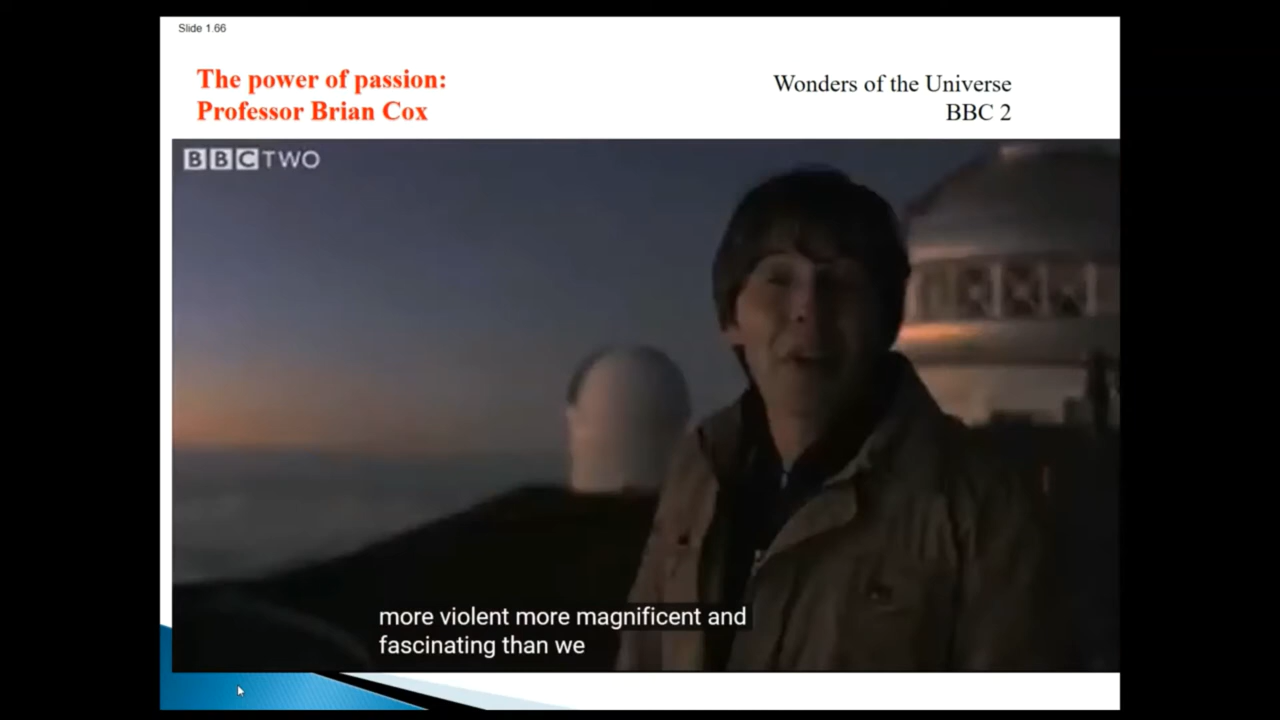 Slide 1.66
The power of passion:
Professor Brian Cox
Wonders of the Universe
BBC 2
BBC TWO
more violent more magnificent and
fascinating than we